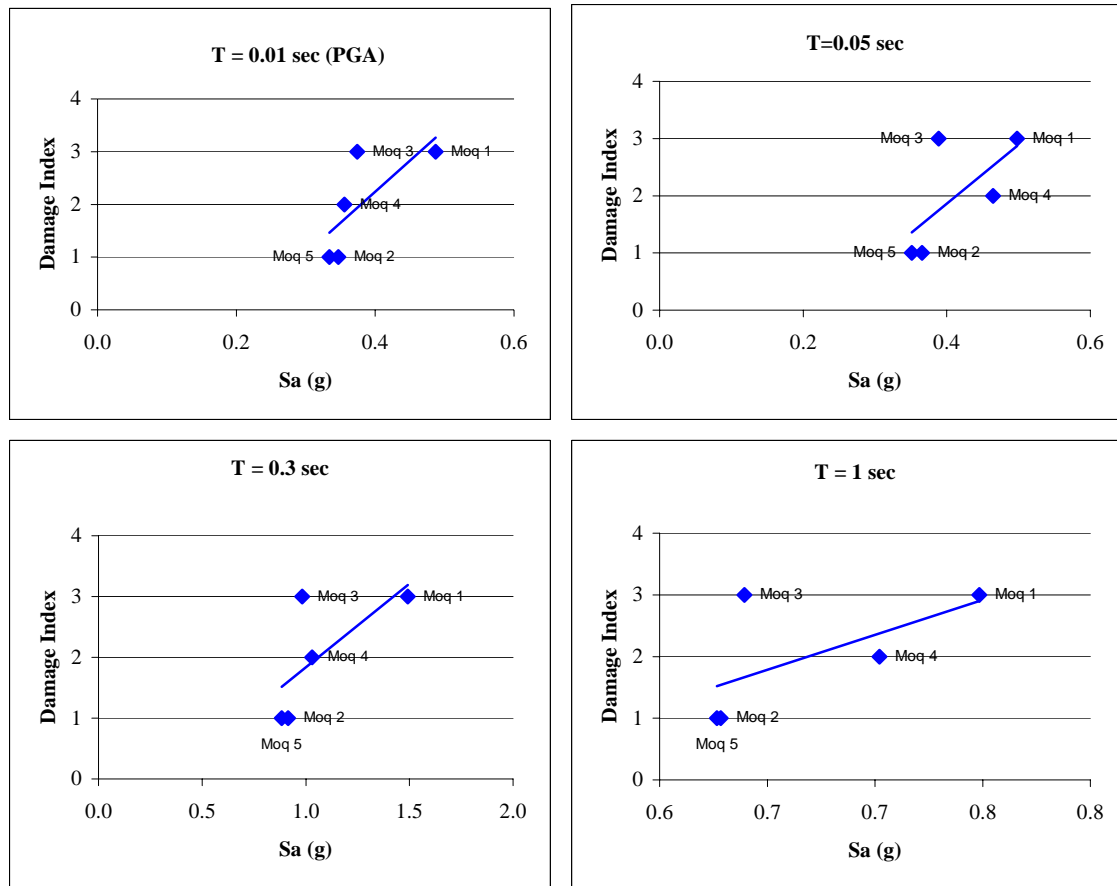 T = 0.01 sec (PGA)
4
3
2
1
0
Damage Index
Moq 3
Moq 1
Moq 4
Moq 5
Moq 2
0.0
0.2
0.4
0.6
Sa (g)
T=0.05 sec
4
3
2
1
0
Damage Index
Moq 3
Moq 1
Moq 4
Moq 5
Moq 2
0.0
0.2
0.4
0.6
Sa (g)
T = 0.3 sec
4
3
2
1
0
Damage Index
Moq 3
Moq 1
Moq 4
Moq 2
Moq 5
0.0
1.0
1.5
2.0
Sa (g)
T = 1 sec
4
3
2
1
0
Damage Index
Moq 3
Moq 1
Moq 4
Moq 2
Moq 5
0.6
0.7
0.7
0.8
0.8
Sa (g)